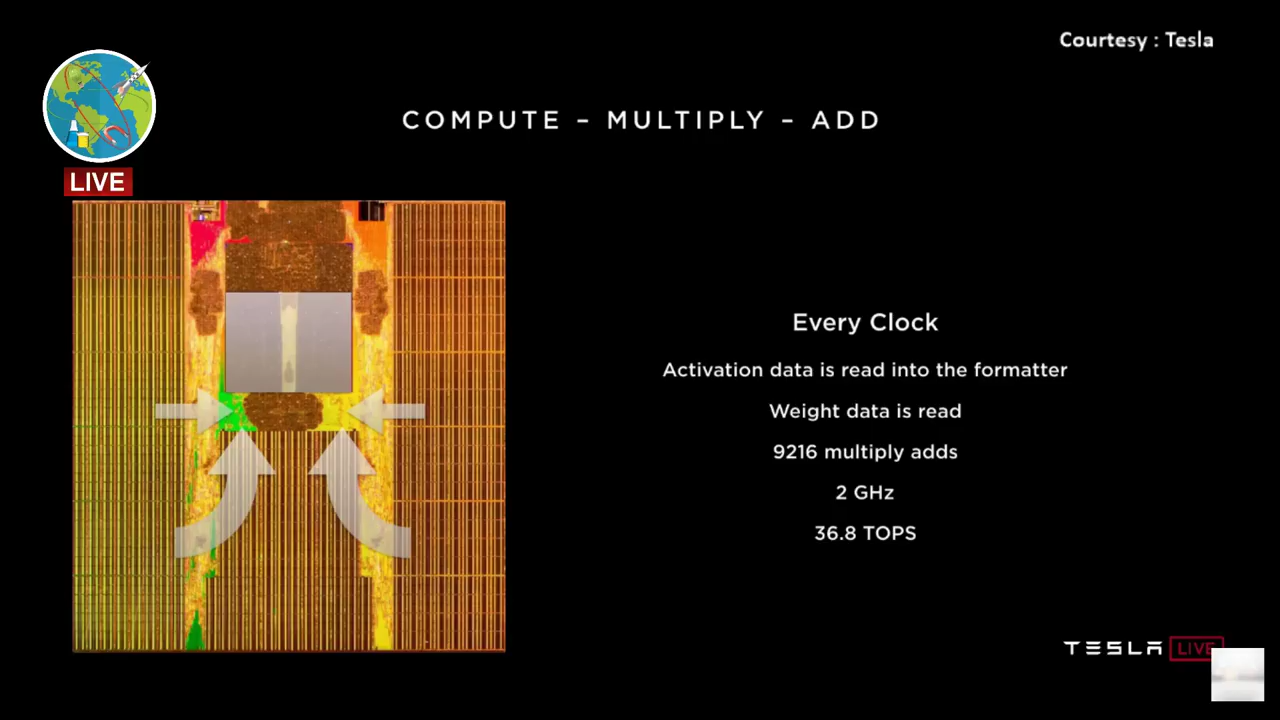 Courtesy : Tesla
COMPUTE – MULTIPLY – ADD
LIVE
Every Clock
Activation data is read into the formatter
Weight data is read
9216 multiply adds
2 GHz
36.8 TOPS
TESLA LIVE